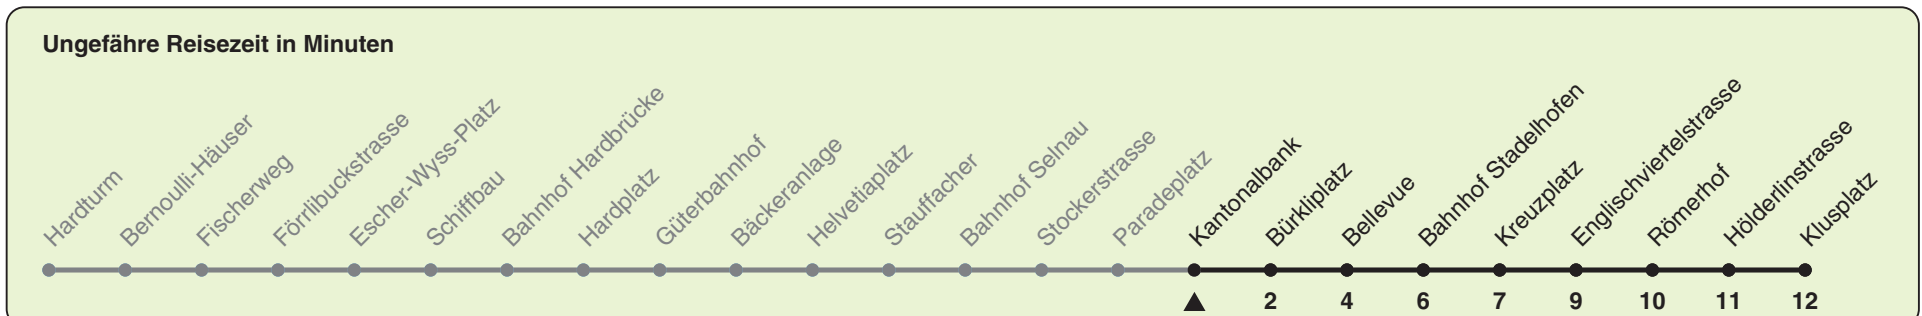 Ungefähre Reisezeit in Minuten
Hardturm
Bernoulli-Häuser
Fischerweg
Förrlibuckstrasse
Escher-Wyss-Platz
Schiffbau
Bahnhof Hardbrücke
Hardplatz
Güterbahnhof
Bäckeranlage
Helvetiaplatz
Stauffacher
Bahnhof Selnau
Stockerstrasse
Paradeplatz
Kantonalbank
Bürkliplatz
Bellevue
Bahnhof Stadelhofen
Kreuzplatz
Englischviertelstrasse
Römerhof
Hölderlinstrasse
Klusplatz
2 4 6 7 9 10 11 12